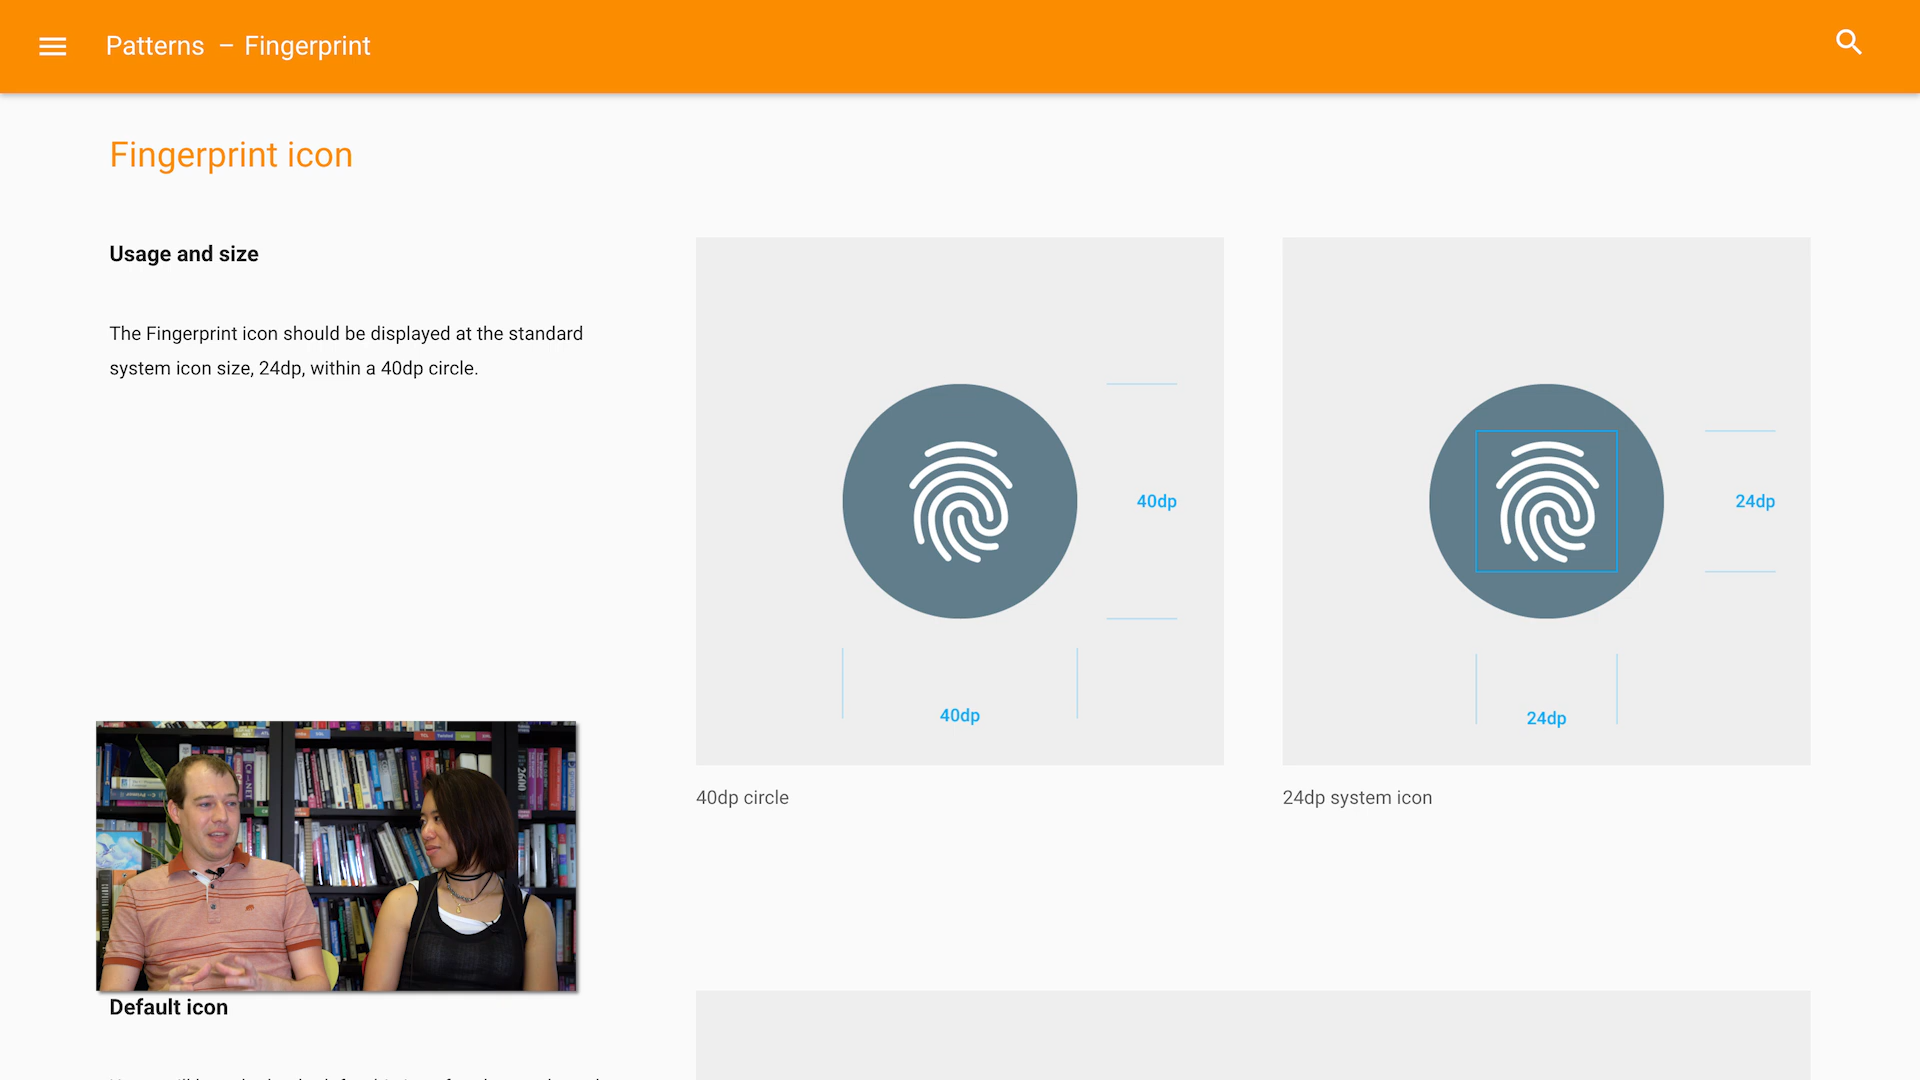 Patterns – Fingerprint
Fingerprint icon
Usage and size
The Fingerprint icon should be displayed at the standard
system icon size, 24dp, within a 40dp circle.
40dp
40dp
40dp circle
24dp
24dp
24dp system icon
Default icon